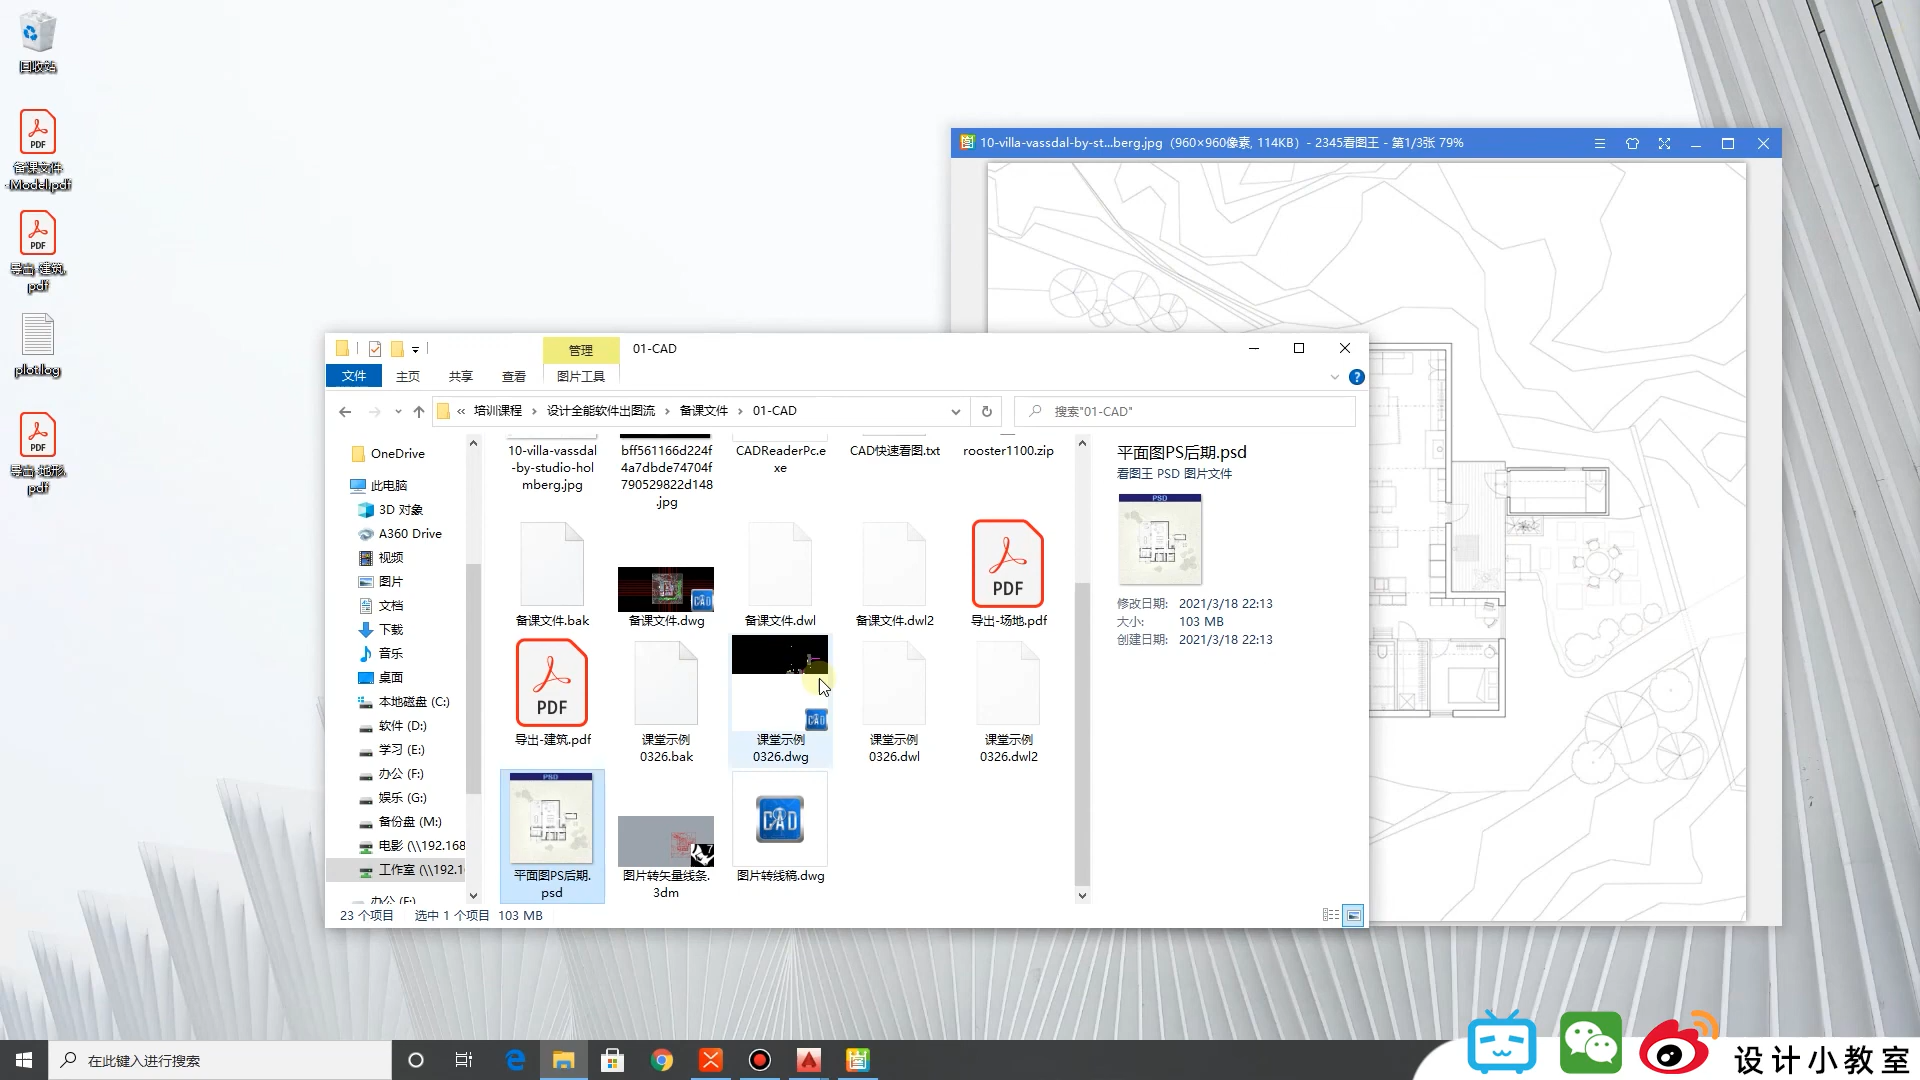 回收站
PDF
备课文件
-Model.pdf
PDF
导出-建筑.
pdf
plot.log
PDF
导出-地形.
pdf
10-villa-vassdal-by-st...berg.jpg（960×960像素, 114KB）- 2345看图王 - 第1/3张 79%
管理
01-CAD
文件
主页
共享
查看
图片工具
« 培训课程 › 设计全能软件出图流 › 备课文件 › 01-CAD
搜索"01-CAD"
OneDrive
此电脑
3D 对象
A360 Drive
视频
图片
文档
下载
音乐
桌面
本地磁盘 (C:)
软件 (D:)
学习 (E:)
办公 (F:)
娱乐 (G:)
备份盘 (M:)
电影 (\\192.168
工作室 (\\192.1
办公 (F:)
10-villa-vassdal
-by-studio-hol
mberg.jpg
bff561166d224f
4a7dbde74704f
790529822d148
.jpg
CADReaderPc.e
xe
CAD快速看图.txt
rooster1100.zip
备课文件.bak
CAD
备课文件.dwg
备课文件.dwl
备课文件.dwl2
PDF
导出-场地.pdf
PDF
导出-建筑.pdf
课堂示例
0326.bak
CAD
课堂示例
0326.dwg
课堂示例
0326.dwl
课堂示例
0326.dwl2
PSD
平面图PS后期.
psd
7
图片转矢量线条.
3dm
CAD
图片转线稿.dwg
平面图PS后期.psd
看图王 PSD 图片文件
PSD
修改日期: 2021/3/18 22:13
大小: 103 MB
创建日期: 2021/3/18 22:13
23 个项目
选中 1 个项目 103 MB
在此键入进行搜索
设计小教室